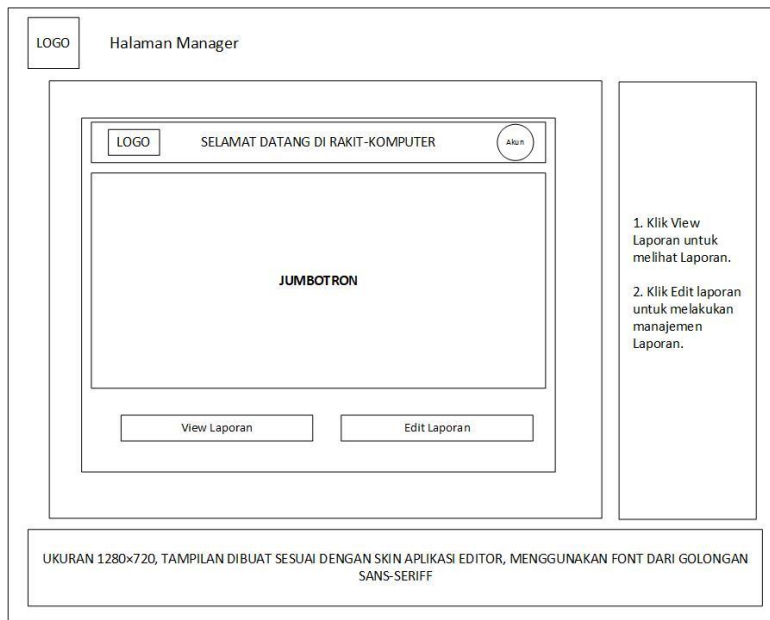 LOGO
Halaman Manager
LOGO
SELAMAT DATANG DI RAKIT-KOMPUTER
Akun
JUMBOTRON
View Laporan
Edit Laporan
1. Klik View
Laporan untuk
melihat Laporan.
2. Klik Edit laporan
untuk melakukan
manajemen
Laporan.
UKURAN 1280×720, TAMPILAN DIBUAT SESUAI DENGAN SKIN APLIKASI EDITOR, MENGGUNAKAN FONT DARI GOLONGAN
SANS-SERIFF